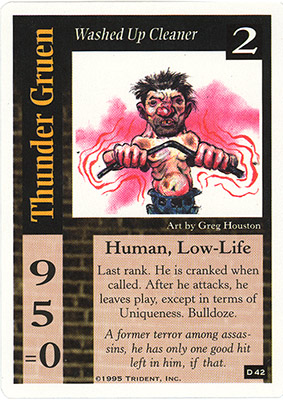 Washed Up Cleaner
2
Thunder Gruen
Art by Greg Houston
Human, Low-Life
Last rank. He is cranked when
called. After he attacks, he
leaves play, except in terms of
Uniqueness. Bulldoze.
A former terror among assas-
sins, he has only one good hit
left in him, if that.
9
5
=0
©1995 TRIDENT, INC.
D 42